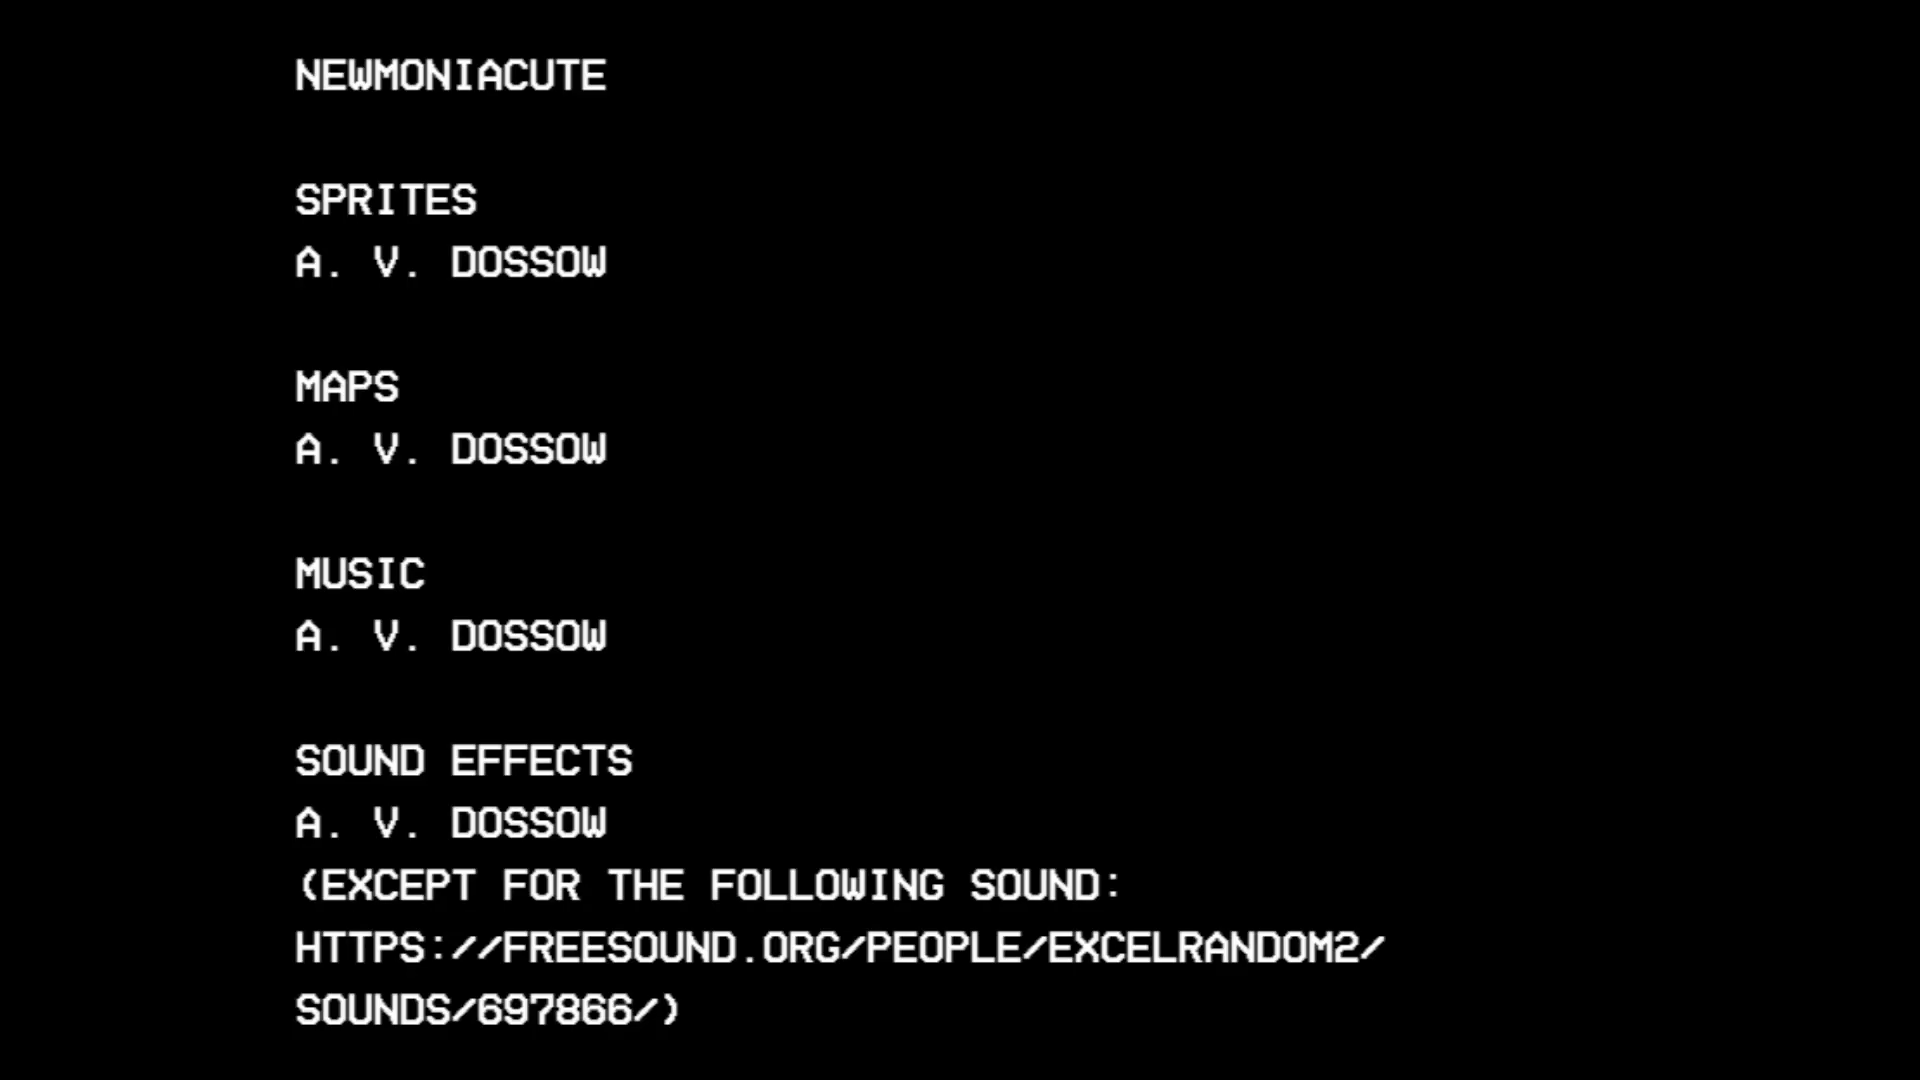 NEWMONIACUTE
SPRITES
A. V. DOSSOW
MAPS
A. V. DOSSOW
MUSIC
A. V. DOSSOW
SOUND EFFECTS
A. V. DOSSOW
(EXCEPT FOR THE FOLLOWING SOUND:
HTTPS://FREESOUND.ORG/PEOPLE/EXCELRANDOM2/
SOUNDS/697866/)